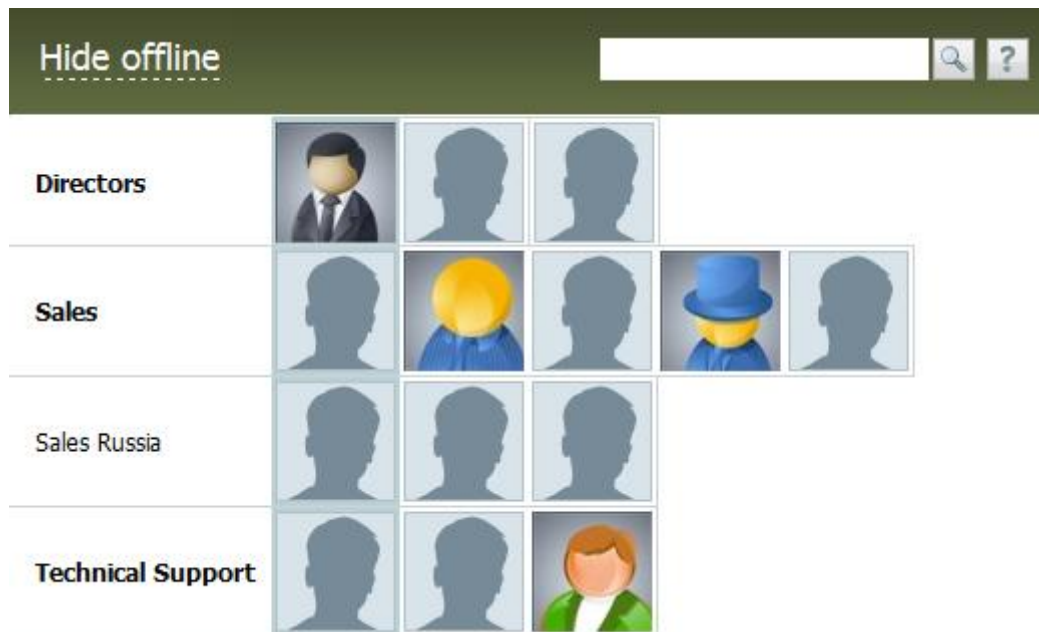 Hide offline
?
Directors
Sales
Sales Russia
Technical Support